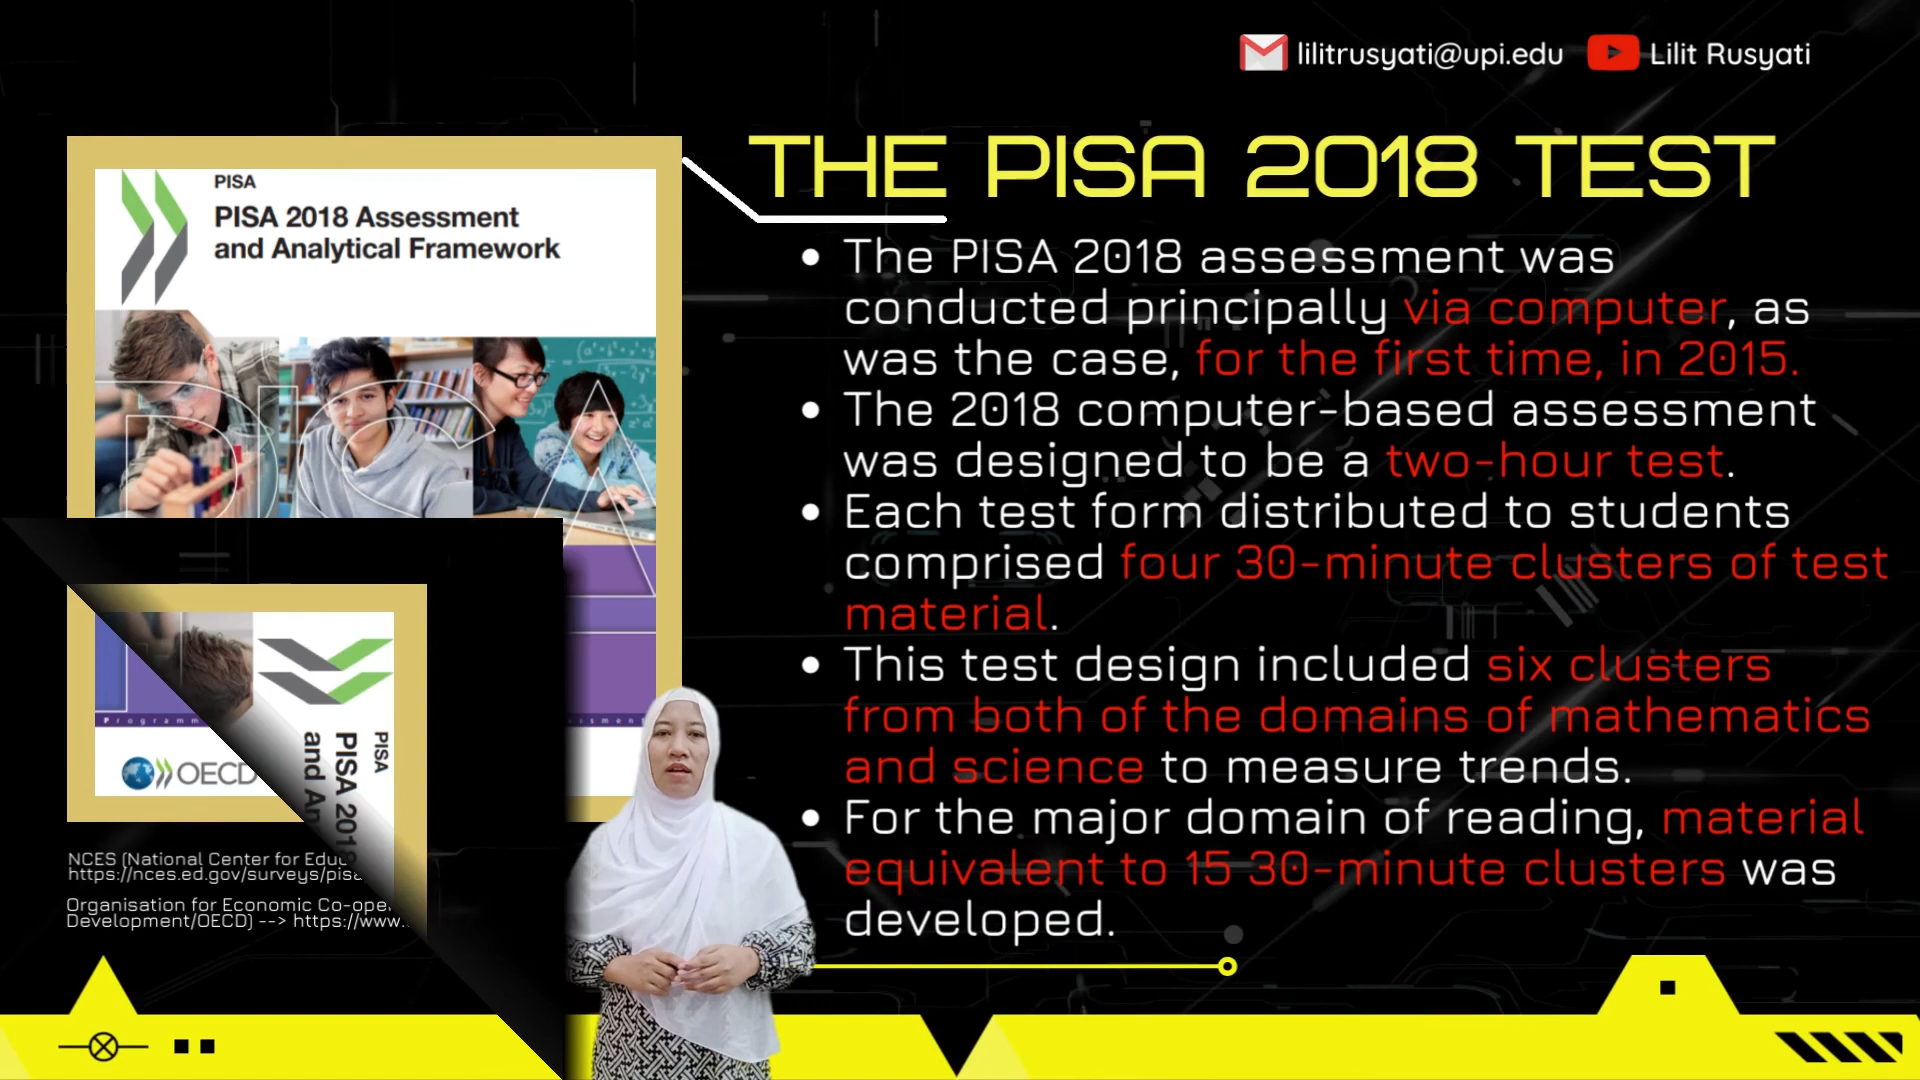 lilitrusyati@upi.edu
Lilit Rusyati
THE PISA 2018 TEST
PISA
PISA 2018 Assessment
and Analytical Framework
• The PISA 2018 assessment was
conducted principally via computer, as
was the case, for the first time, in 2015.
• The 2018 computer-based assessment
was designed to be a two-hour test.
• Each test form distributed to students
comprised four 30-minute clusters of test
material.
• This test design included six clusters
from both of the domains of mathematics
and science to measure trends.
• For the major domain of reading, material
equivalent to 15 30-minute clusters was
developed.
OECD
PISA
PISA 2018
and An
NCES (National Center for
https://nces.ed.gov/surveys/pisa
Organisation for Economic
Development/OECD) --> https://www.